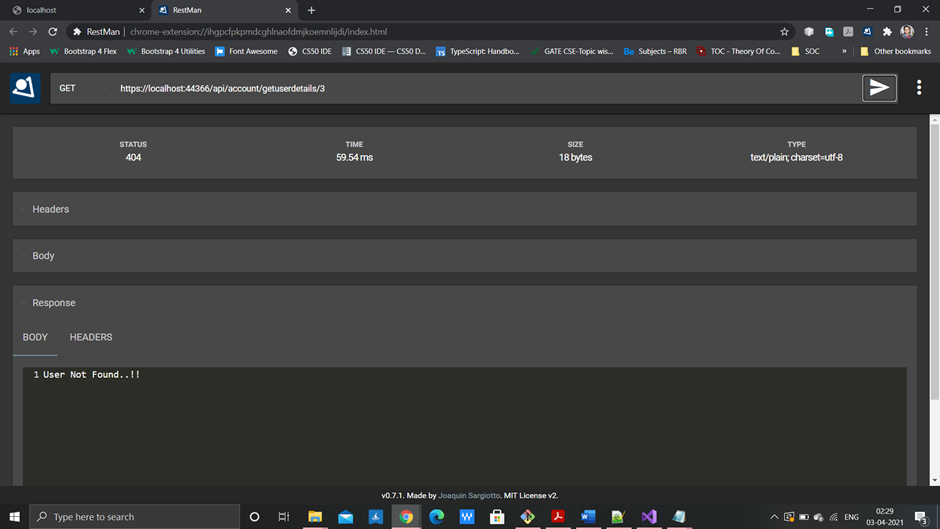 localhost
RestMan
RestMan chrome-extension://ihgpcfpkpmdcghlnaofdmjkoemnlijdi/index.html
Apps Bootstrap 4 Flex Bootstrap 4 Utilities Font Awesome CS50 IDE CS50 IDE — CS50 D... TypeScript: Handbo... GATE CSE-Topic wis... Be Subjects – RBR TOC - Theory Of Co... SOC » Other bookmarks
GET https://localhost:44366/api/account/getuserdetails/3
STATUS TIME SIZE TYPE
404 59.54 ms 18 bytes text/plain; charset=utf-8
Headers
Body
Response
BODY HEADERS
1 User Not Found..!!
v0.7.1. Made by Joaquin Sargiotto. MIT License v2.
Type here to search
ENG
02:29
03-04-2021
3